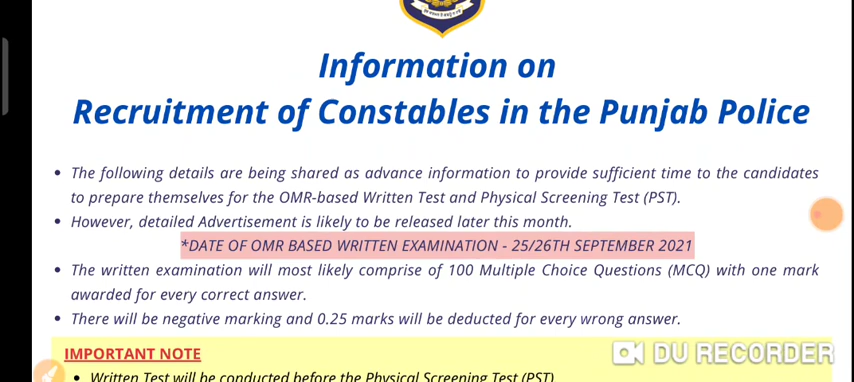 Information on
Recruitment of Constables in the Punjab Police
• The following details are being shared as advance information to provide sufficient time to the candidates
to prepare themselves for the OMR-based Written Test and Physical Screening Test (PST).
• However, detailed Advertisement is likely to be released later this month.
*DATE OF OMR BASED WRITTEN EXAMINATION - 25/26TH SEPTEMBER 2021
• The written examination will most likely comprise of 100 Multiple Choice Questions (MCQ) with one mark
awarded for every correct answer.
• There will be negative marking and 0.25 marks will be deducted for every wrong answer.
DU RECORDER
IMPORTANT NOTE
• Written Test will be conducted before the Physical Screening Test (PST)